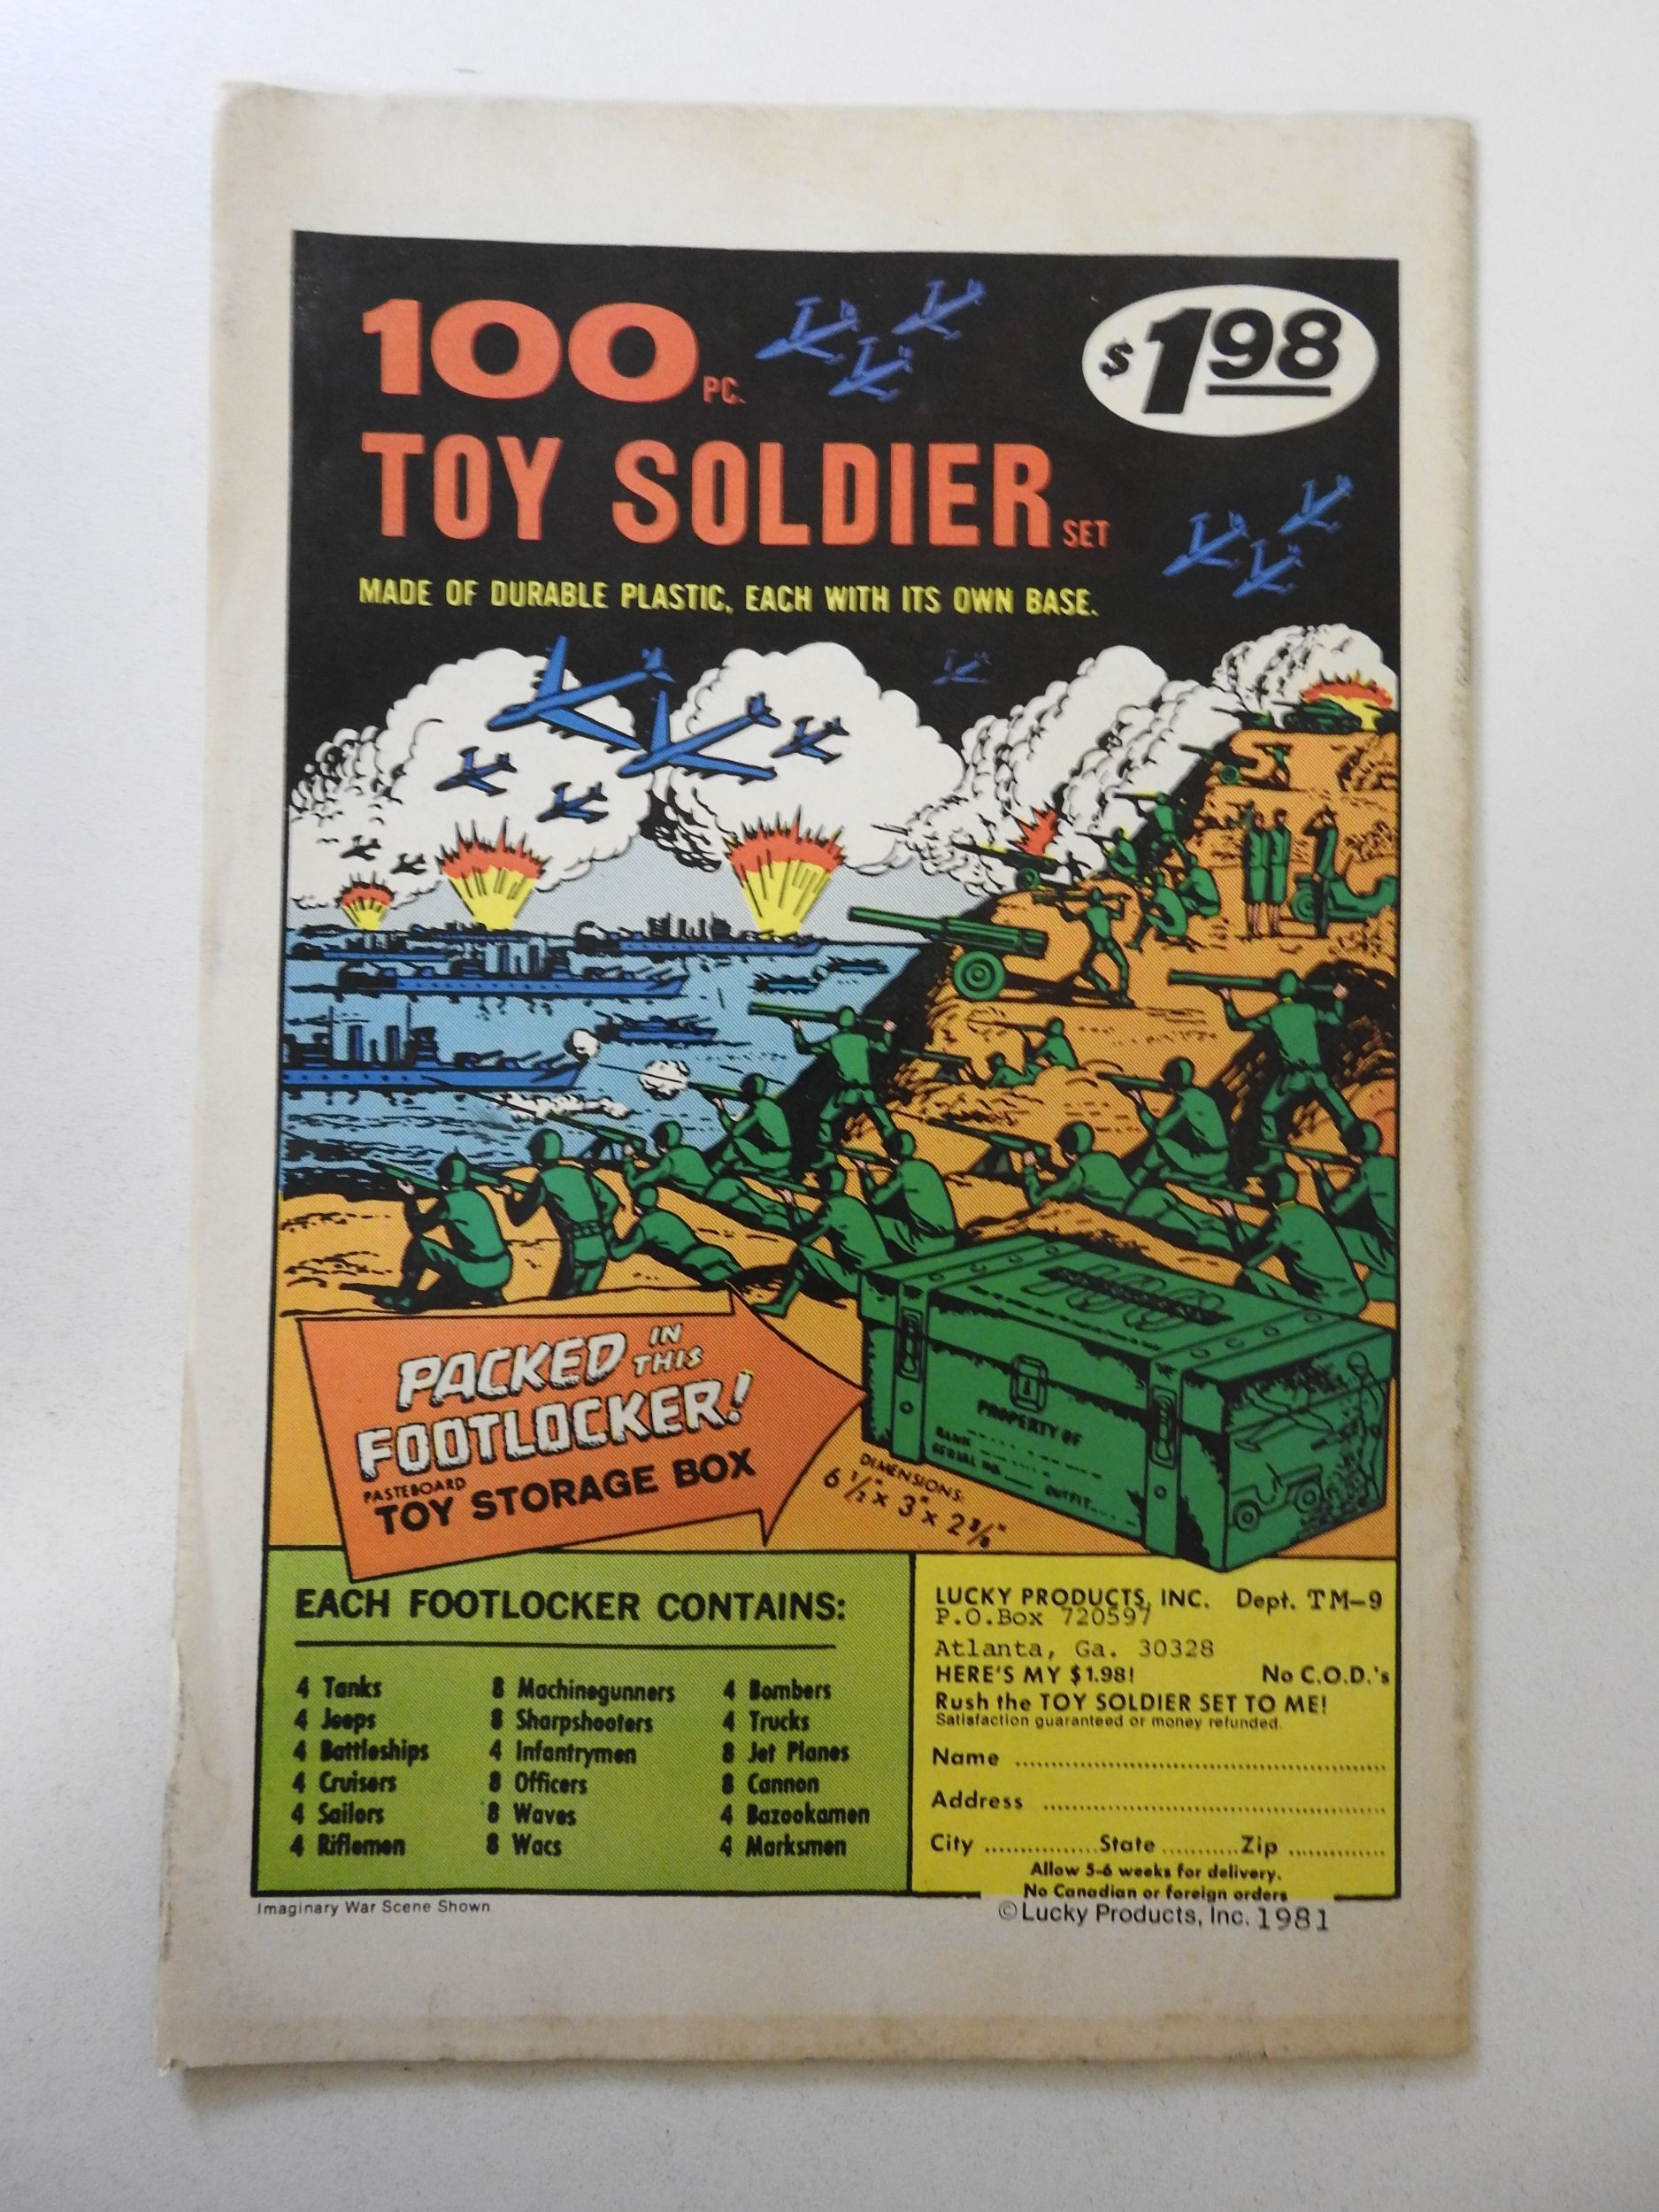 100 PC.
$1.98
TOY SOLDIER SET
MADE OF DURABLE PLASTIC, EACH WITH ITS OWN BASE.
PACKED IN THIS
FOOTLOCKER!
PASTEBOARD
TOY STORAGE BOX
PROPERTY OF
RANK
SERIAL NO.
OUTFIT
DIMENSIONS:
6 1/2" x 3" x 2 3/8"
EACH FOOTLOCKER CONTAINS:
4 Tanks
4 Jeeps
4 Battleships
4 Cruisers
4 Sailors
4 Riflemen
8 Machinegunners
8 Sharpshooters
4 Infantrymen
8 Officers
8 Waves
8 Wacs
4 Bombers
4 Trucks
8 Jet Planes
8 Cannon
4 Bazookamen
4 Marksmen
LUCKY PRODUCTS, INC. Dept. TM-9
P.O.Box 720597
Atlanta, Ga. 30328
HERE'S MY $1.98! No C.O.D.'s
Rush the TOY SOLDIER SET TO ME!
Satisfaction guaranteed or money refunded.
Name
Address
City State Zip
Allow 5-6 weeks for delivery.
No Canadian or foreign orders
Imaginary War Scene Shown
© Lucky Products, Inc. 1981